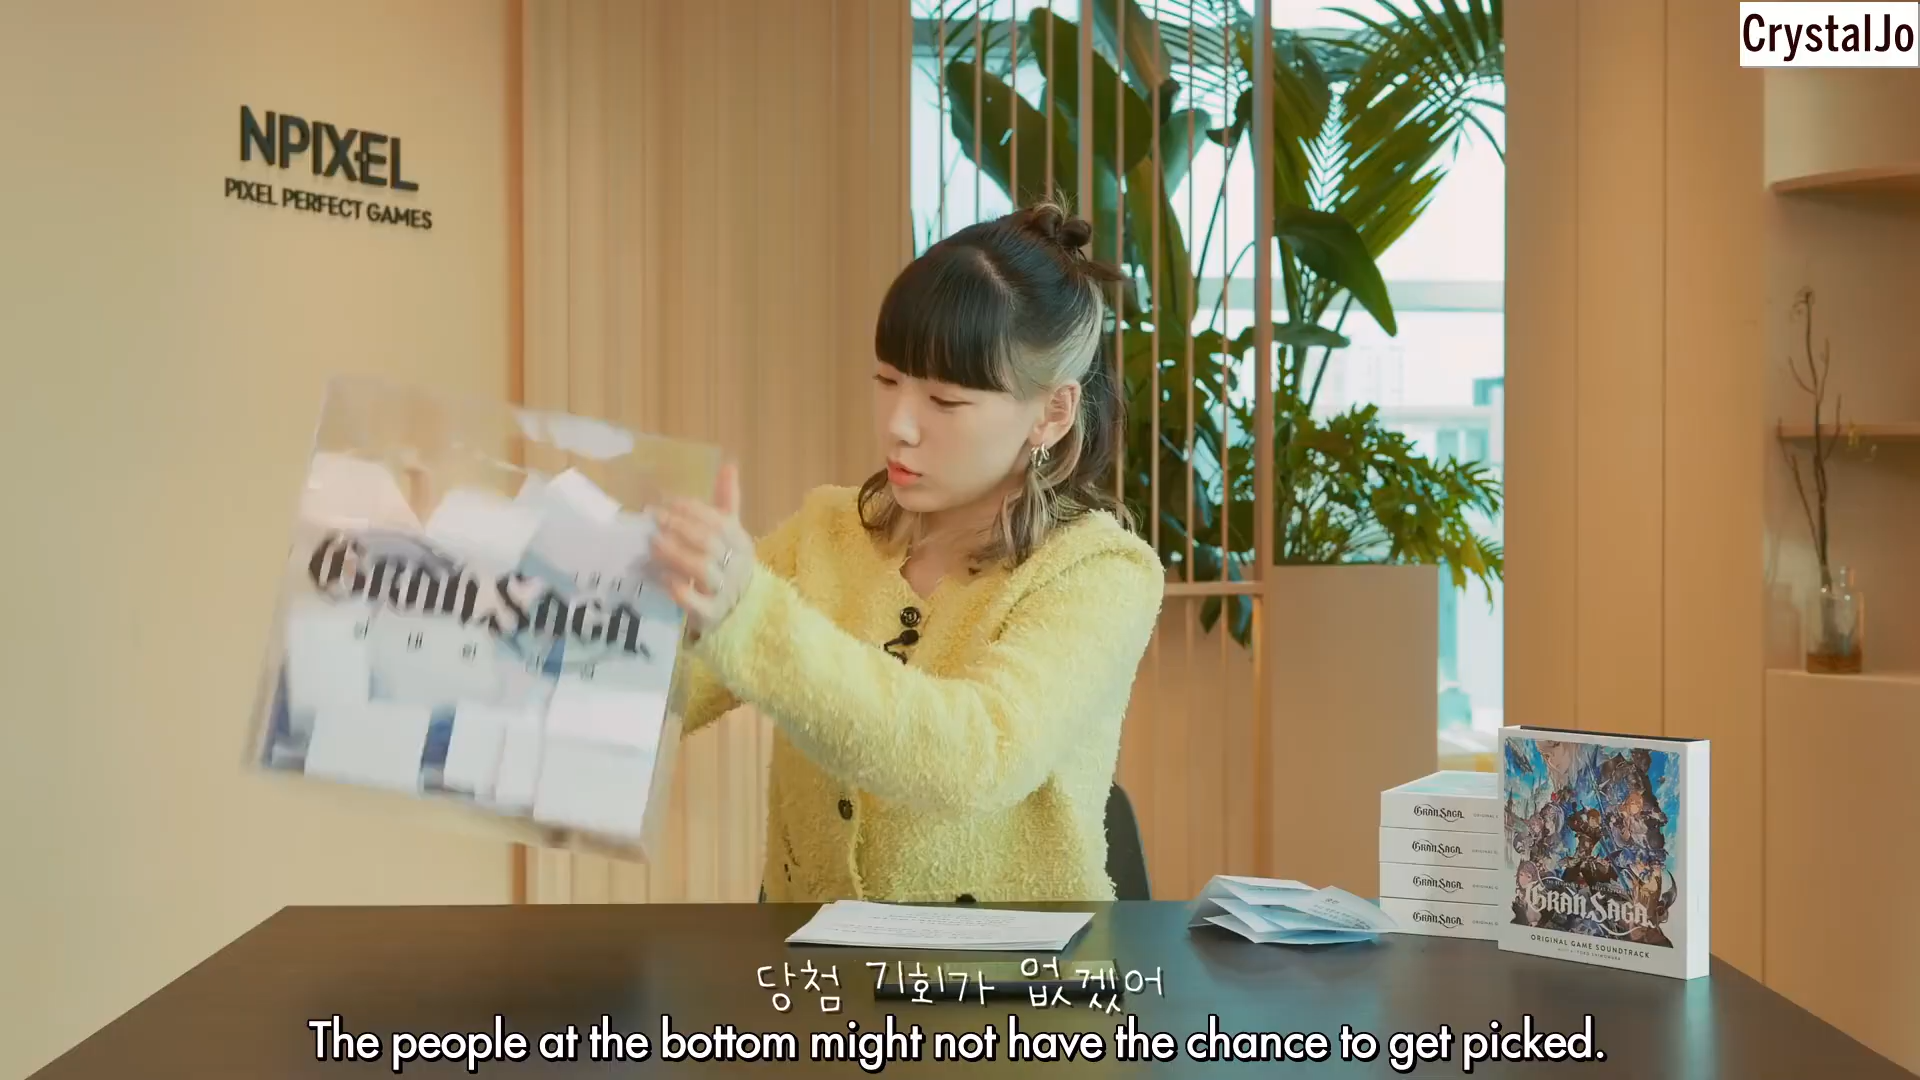 CrystalJo
NPIXEL
PIXEL PERFECT GAMES
GRAN SAGA
GRAN SAGA
GRAN SAGA
GRAN SAGA
GRAN SAGA
GRAN SAGA
ORIGINAL GAME SOUNDTRACK
당첨 기회가 없겠어
The people at the bottom might not have the chance to get picked.